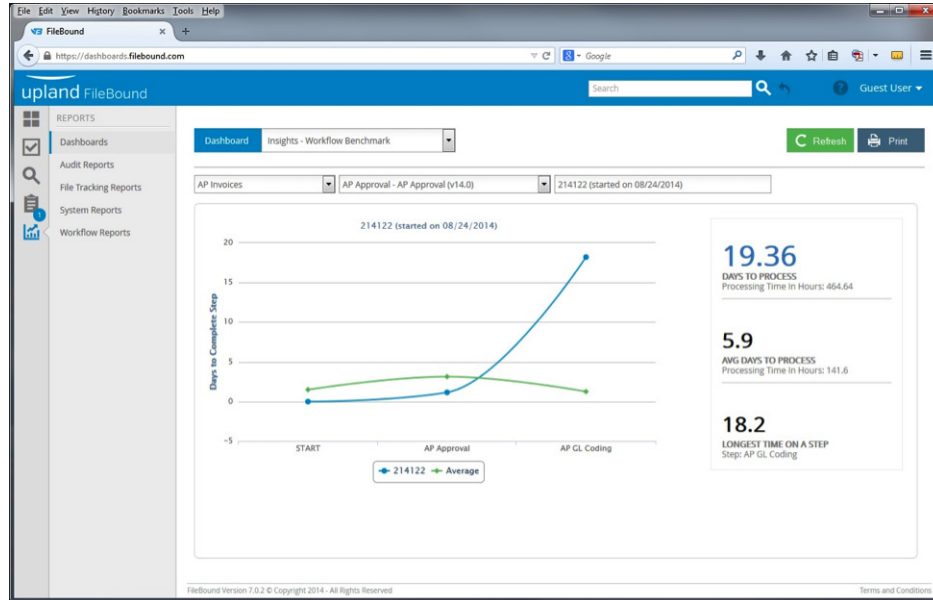 File Edit View History Bookmarks Tools Help
FileBound
https://dashboards.filebound.com
Google
upland FileBound
Search
Guest User
REPORTS
Dashboards
Audit Reports
File Tracking Reports
System Reports
Workflow Reports
1
Dashboard
Insights - Workflow Benchmark
Refresh
Print
AP Invoices
AP Approval - AP Approval (v14.0)
214122 (started on 08/24/2014)
214122 (started on 08/24/2014)
20
15
10
5
0
-5
Days to Complete Step
START
AP Approval
AP GL Coding
214122
Average
19.36
DAYS TO PROCESS
Processing Time In Hours: 464.64
5.9
AVG DAYS TO PROCESS
Processing Time In Hours: 141.6
18.2
LONGEST TIME ON A STEP
Step: AP GL Coding
FileBound Version 7.0.2 © Copyright 2014 - All Rights Reserved
Terms and Conditions